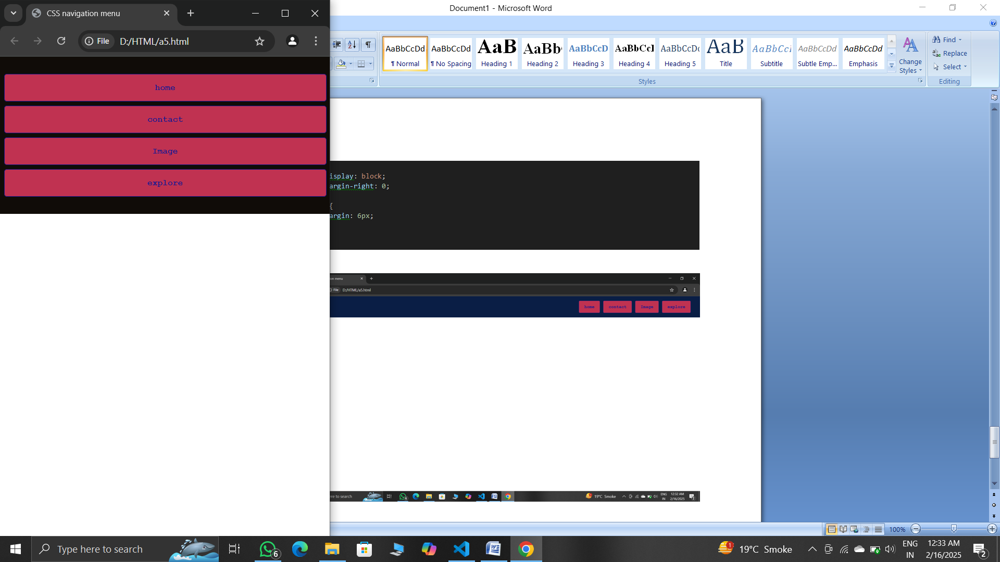 CSS navigation menu
Document1 - Microsoft Word
File
D:/HTML/a5.html
AaBbCcDd AaBbCcDd AaB AaBb AaBbCcD AaBbCcI AaBbCcDd AaB AaBbCcI AaBbCcDd AaBbCcDd
¶ Normal ¶ No Spacing Heading 1 Heading 2 Heading 3 Heading 4 Heading 5 Title Subtitle Subtle Emp... Emphasis
Change
Styles
Find
Replace
Select
Styles
Editing
home
contact
Image
explore
isplay: block;
argin-right: 0;
{
argin: 6px;
on menu
File D:/HTML/a5.html
home contact Image explore
ere to search
19°C Smoke
ENG
IN
12:32 AM
2/16/2025
2
100%
Type here to search
6
1
19°C Smoke
ENG
IN
12:33 AM
2/16/2025
2